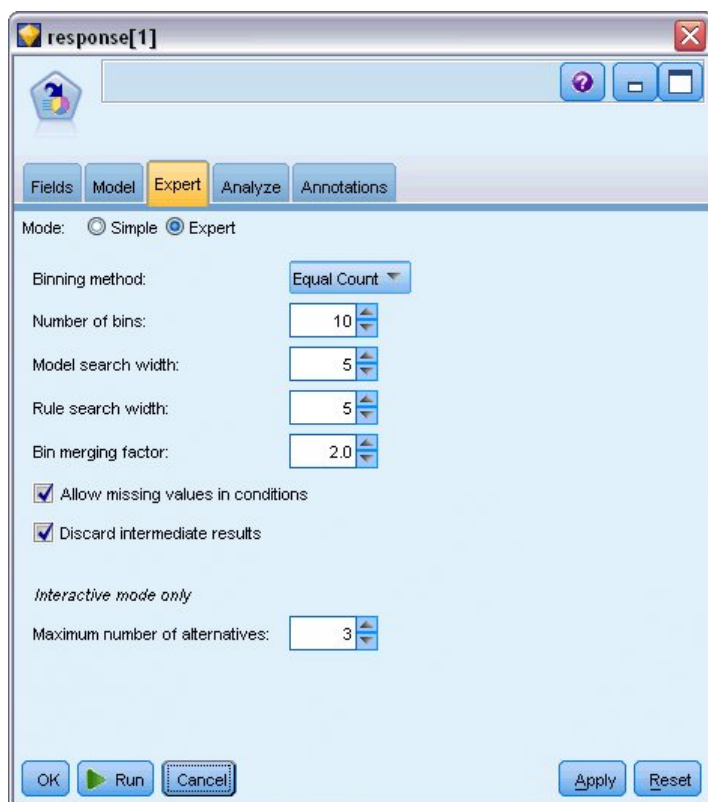 response[1]
Fields Model Expert Analyze Annotations
Mode: Simple Expert
Binning method: Equal Count
Number of bins: 10
Model search width: 5
Rule search width: 5
Bin merging factor: 2.0
Allow missing values in conditions
Discard intermediate results
Interactive mode only
Maximum number of alternatives: 3
OK Run Cancel Apply Reset